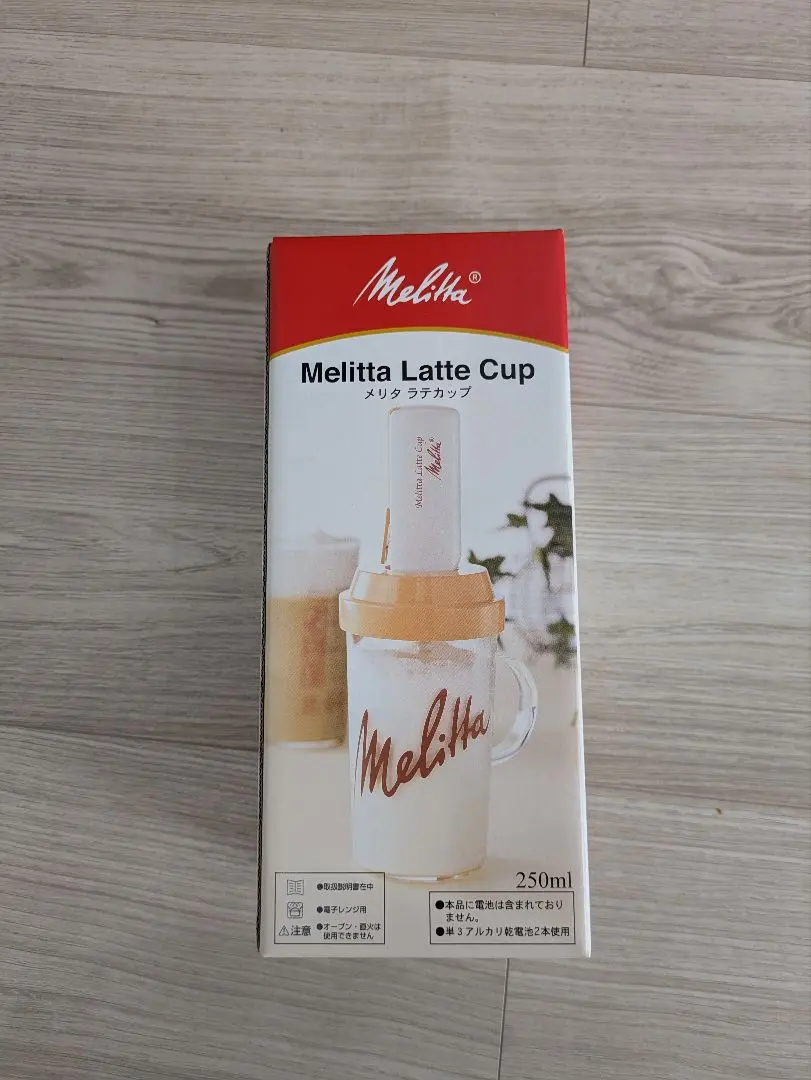 Melitta®
Melitta Latte Cup
メリタ ラテカップ
Melitta Latte Cup
Melitta®
Melitta
250ml
●取扱説明書在中
●電子レンジ用
⚠注意
●オーブン・直火は
使用できません
●本品に電池は含まれており
ません。
●単3アルカリ乾電池2本使用